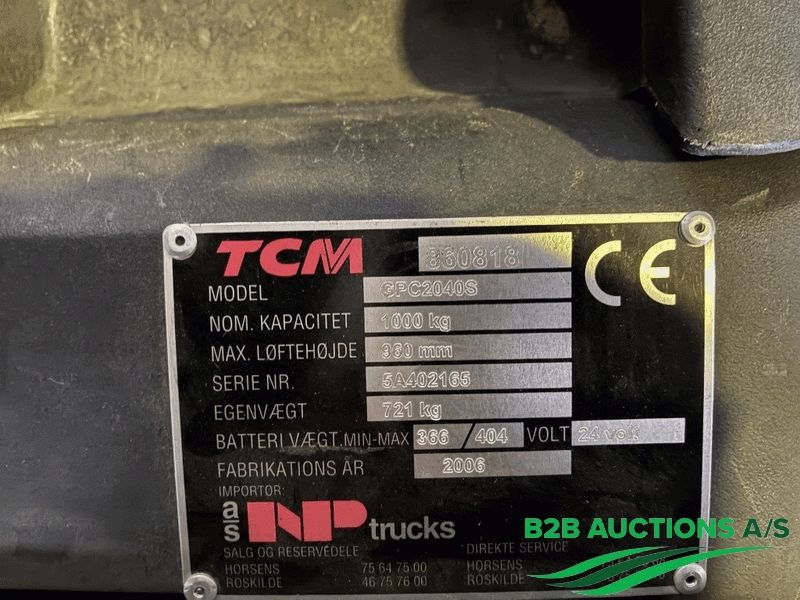 TCM 860818 CE
MODEL GPC2040S
NOM. KAPACITET 1000 kg
MAX. LØFTEHØJDE 960 mm
SERIE NR. 5A402165
EGENVÆGT 721 kg
BATTERI VÆGT.MIN-MAX 366 / 404 VOLT 24 volt
FABRIKATIONS ÅR 2006
IMPORTØR:
a/s NP trucks
SALG OG RESERVEDELE DIREKTE SERVICE
HORSENS 75 64 75 00 HORSENS
ROSKILDE 46 75 76 00 ROSKILDE
B2B AUCTIONS A/S